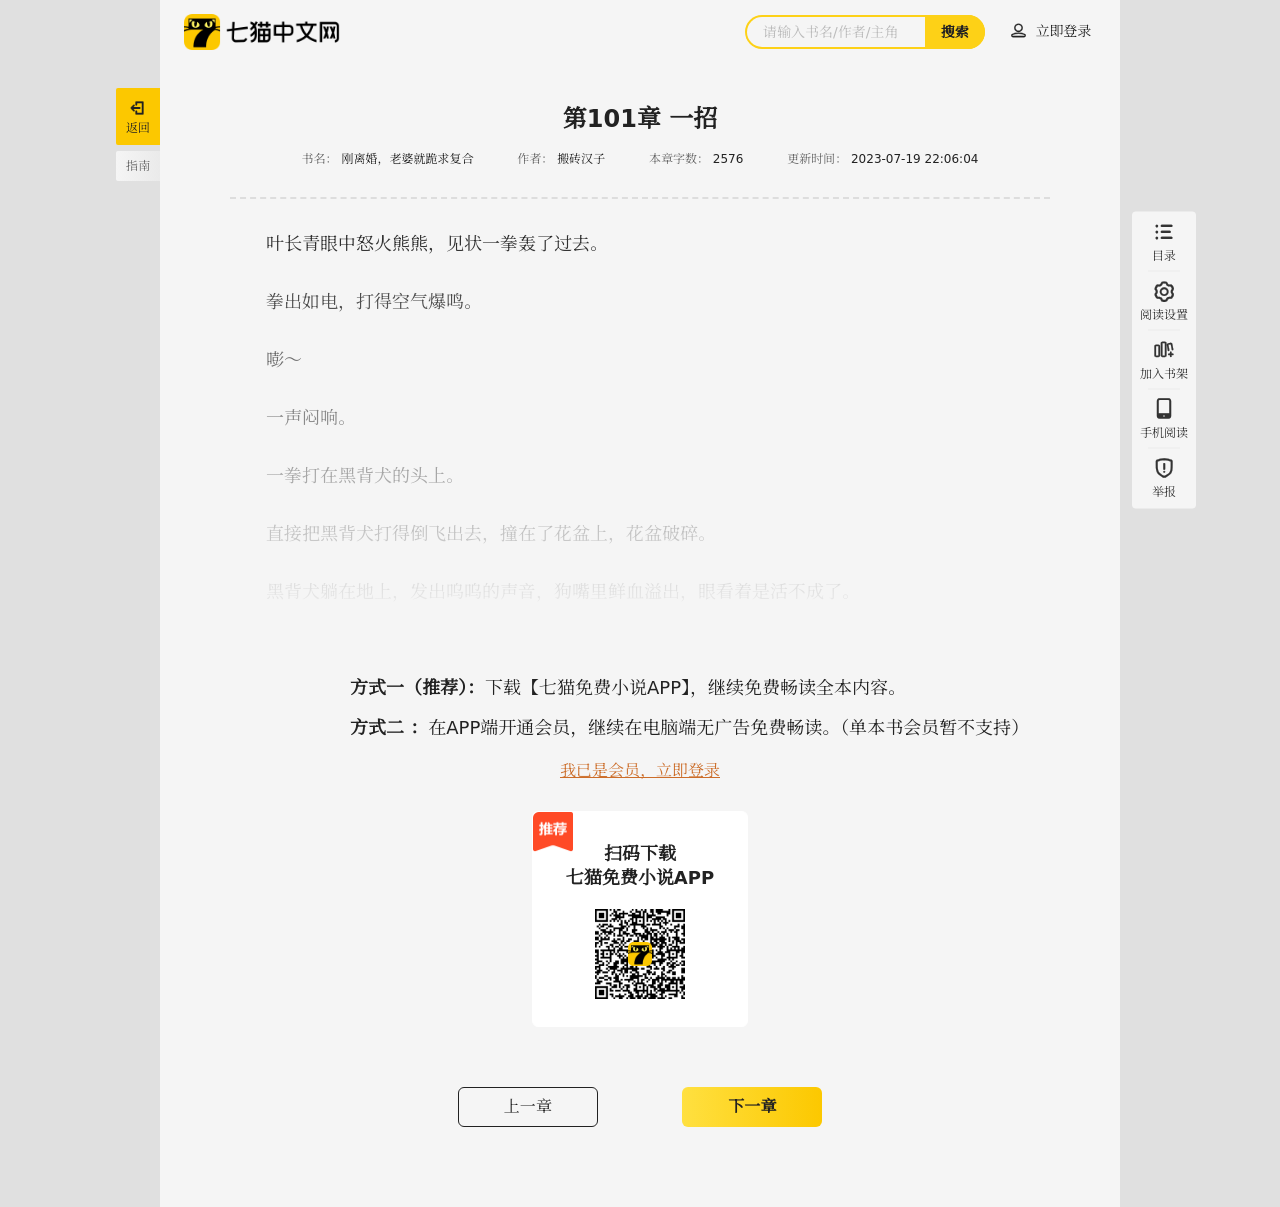 七猫中文网
请输入书名/作者/主角
搜索
立即登录
返回
指南
第101章 一招
书名： 刚离婚，老婆就跪求复合 作者： 搬砖汉子 本章字数： 2576 更新时间： 2023-07-19 22:06:04
叶长青眼中怒火熊熊，见状一拳轰了过去。
拳出如电，打得空气爆鸣。
嘭～
一声闷响。
一拳打在黑背犬的头上。
直接把黑背犬打得倒飞出去，撞在了花盆上，花盆破碎。
黑背犬躺在地上，发出呜呜的声音，狗嘴里鲜血溢出，眼看着是活不成了。
目录
阅读设置
加入书架
手机阅读
举报
方式一（推荐）：下载【七猫免费小说APP】，继续免费畅读全本内容。
方式二 ：在APP端开通会员，继续在电脑端无广告免费畅读。（单本书会员暂不支持）
我已是会员，立即登录
推荐
扫码下载
七猫免费小说APP
上一章
下一章